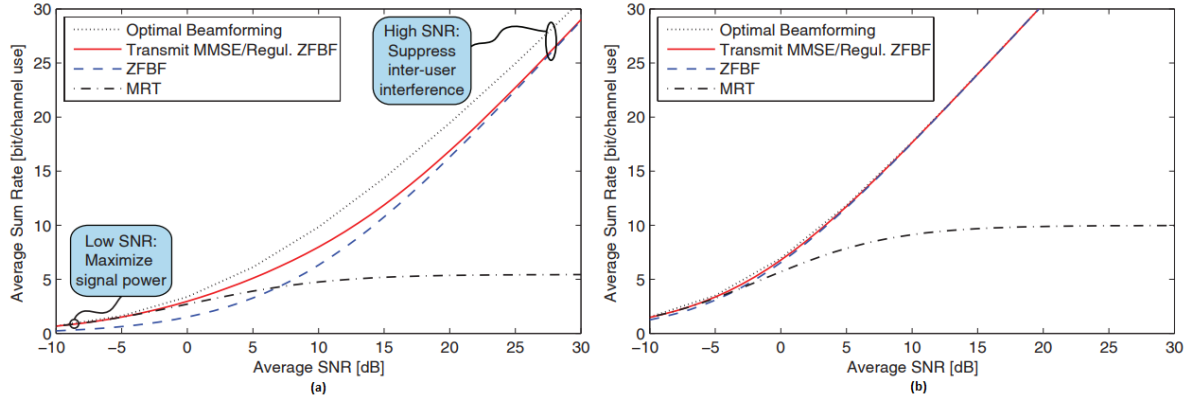 Average Sum Rate [bit/channel use]
30
25
20
15
10
5
0
Optimal Beamforming
Transmit MMSE/Regul. ZFBF
ZFBF
MRT
High SNR:
Suppress
inter-user
interference
Low SNR:
Maximize
signal power
−10 −5 0 5 10 15 20 25 30
Average SNR [dB]
(a)
Average Sum Rate [bit/channel use]
30
25
20
15
10
5
0
Optimal Beamforming
Transmit MMSE/Regul. ZFBF
ZFBF
MRT
−10 −5 0 5 10 15 20 25 30
Average SNR [dB]
(b)